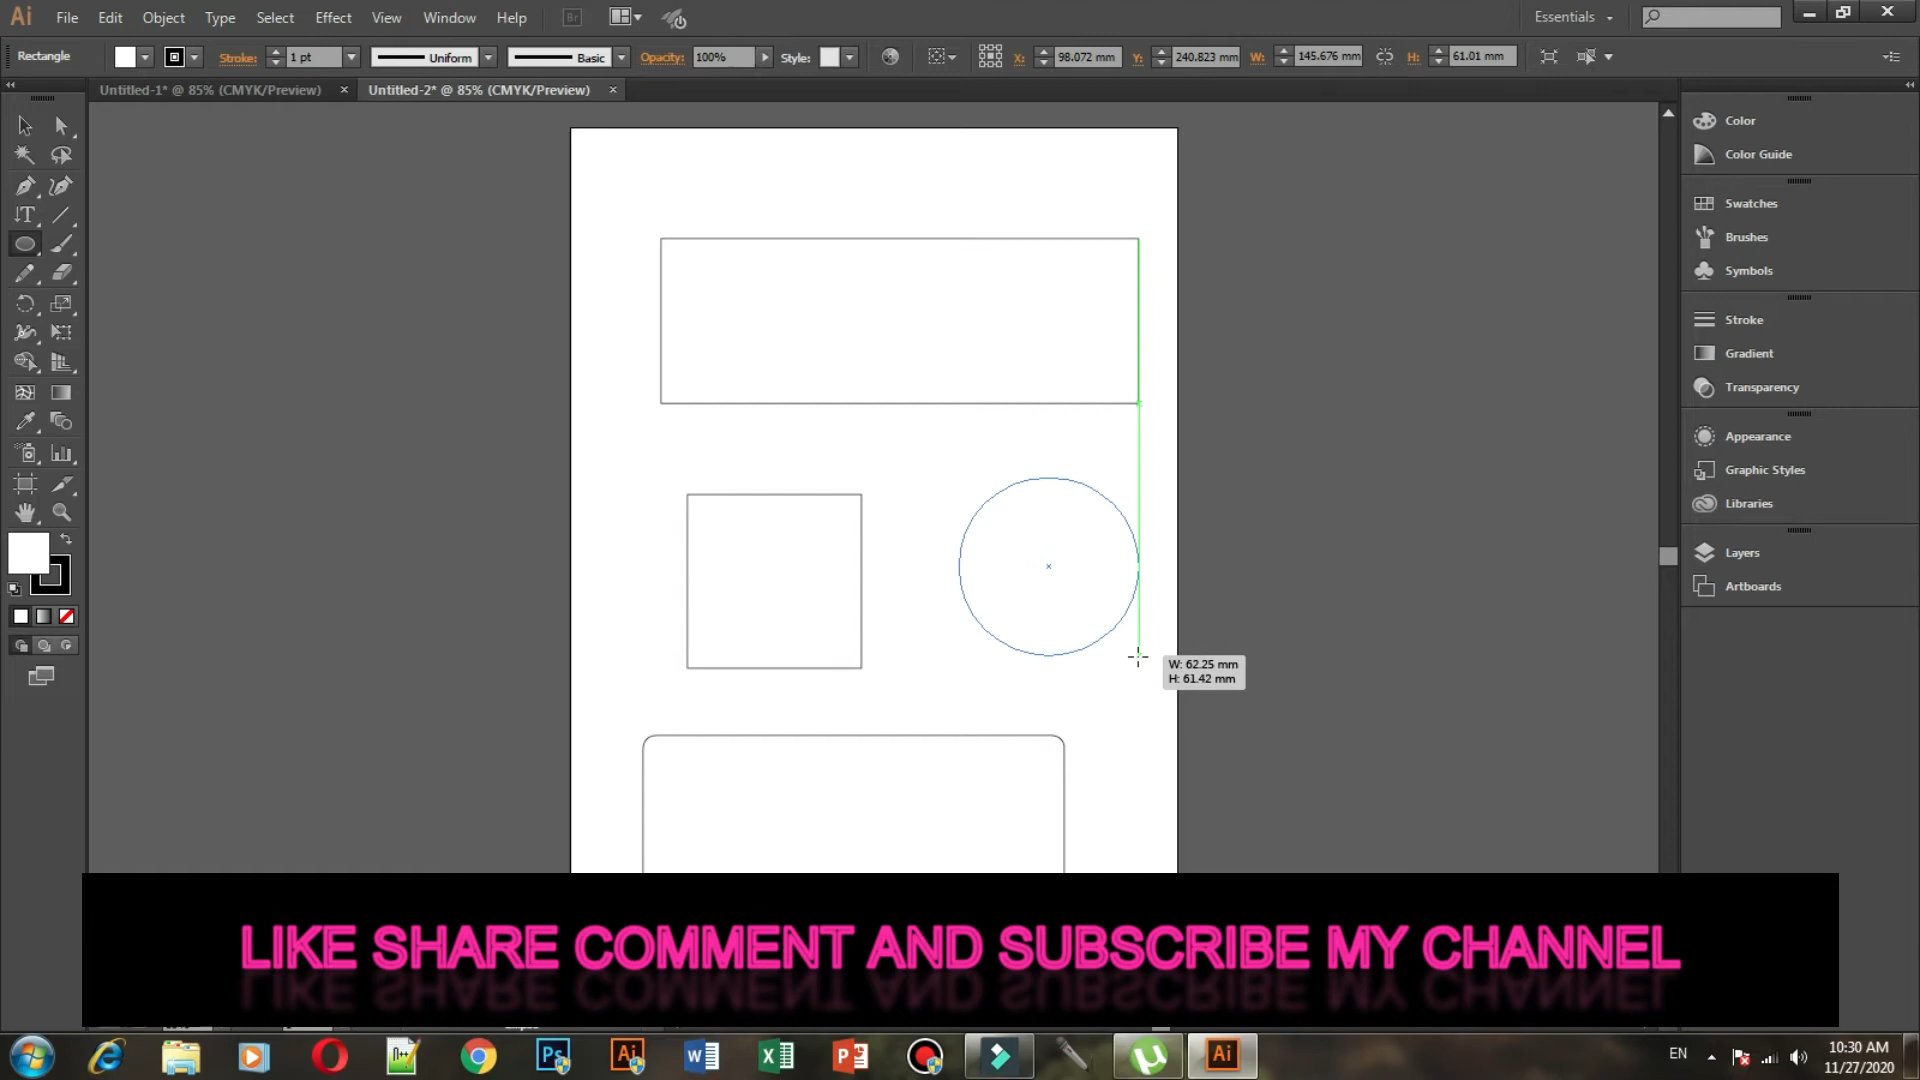 Ai File Edit Object Type Select Effect View Window Help Br Essentials
Rectangle Stroke: 1 pt Uniform Basic Opacity: 100% Style: X: 98.072 mm Y: 240.823 mm W: 145.676 mm H: 61.01 mm
Untitled-1* @ 85% (CMYK/Preview) × Untitled-2* @ 85% (CMYK/Preview) ×
Color
Color Guide
Swatches
Brushes
Symbols
Stroke
Gradient
Transparency
Appearance
Graphic Styles
Libraries
Layers
Artboards
W: 62.25 mm
H: 61.42 mm
LIKE SHARE COMMENT AND SUBSCRIBE MY CHANNEL
EN
10:30 AM
11/27/2020